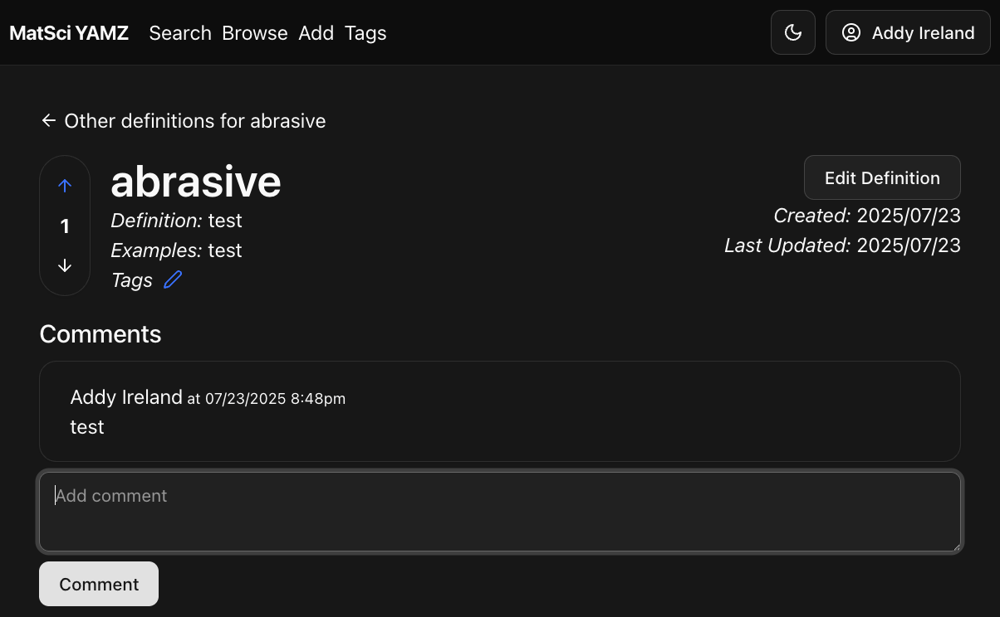 MatSci YAMZ Search Browse Add Tags Addy Ireland
← Other definitions for abrasive
abrasive
Edit Definition
1
Definition: test
Created: 2025/07/23
Examples: test
Last Updated: 2025/07/23
Tags
Comments
Addy Ireland at 07/23/2025 8:48pm
test
Add comment
Comment